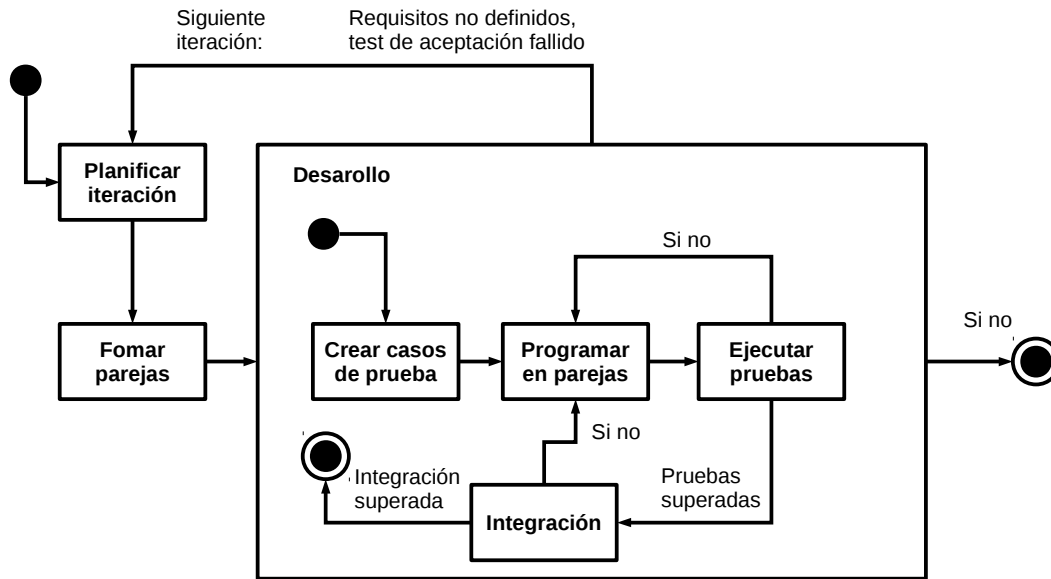 Siguiente
iteración:
Requisitos no definidos,
test de aceptación fallido
Planificar
iteración
Desarollo
Si no
Fomar
parejas
Crear casos
de prueba
Programar
en parejas
Ejecutar
pruebas
Si no
Si no
Integración
superada
Pruebas
superadas
Integración